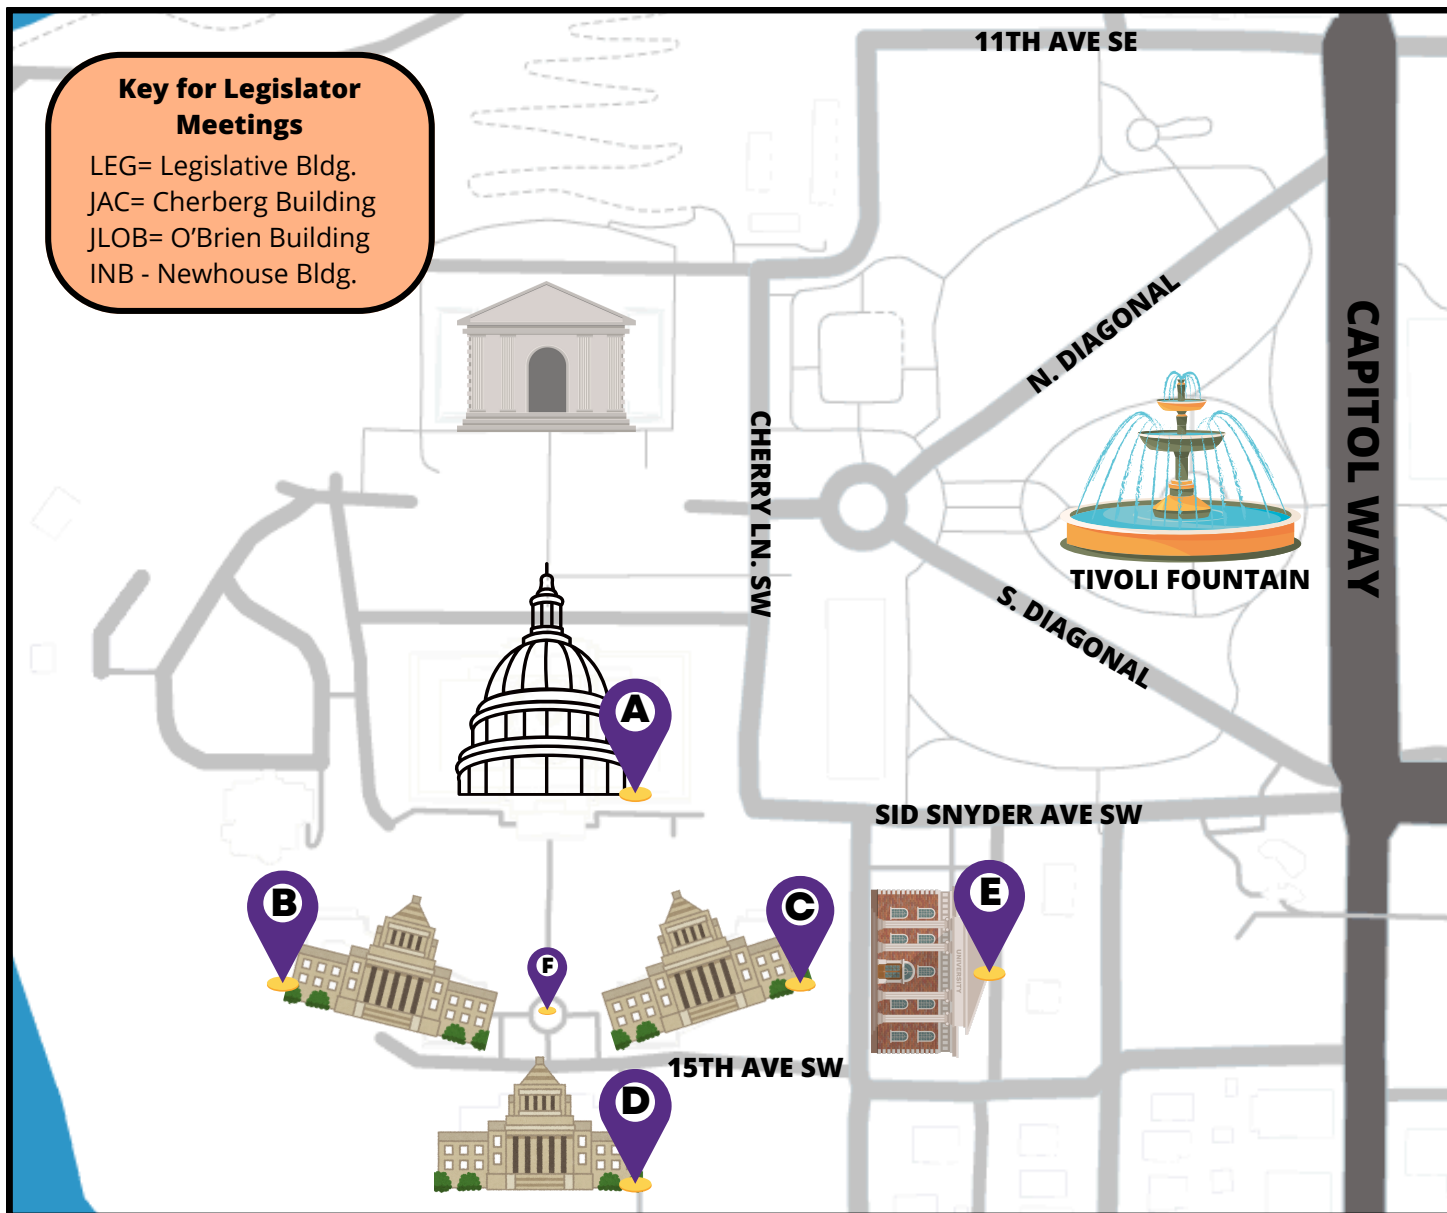 11TH AVE SE
Key for Legislator
Meetings
LEG= Legislative Bldg.
JAC= Cherberg Building
JLOB= O'Brien Building
INB - Newhouse Bldg.
N. DIAGONAL
CAPITOL WAY
CHERRY LN. SW
TIVOLI FOUNTAIN
S. DIAGONAL
A
SID SNYDER AVE SW
B
C
E
UNIVERSITY
F
15TH AVE SW
D